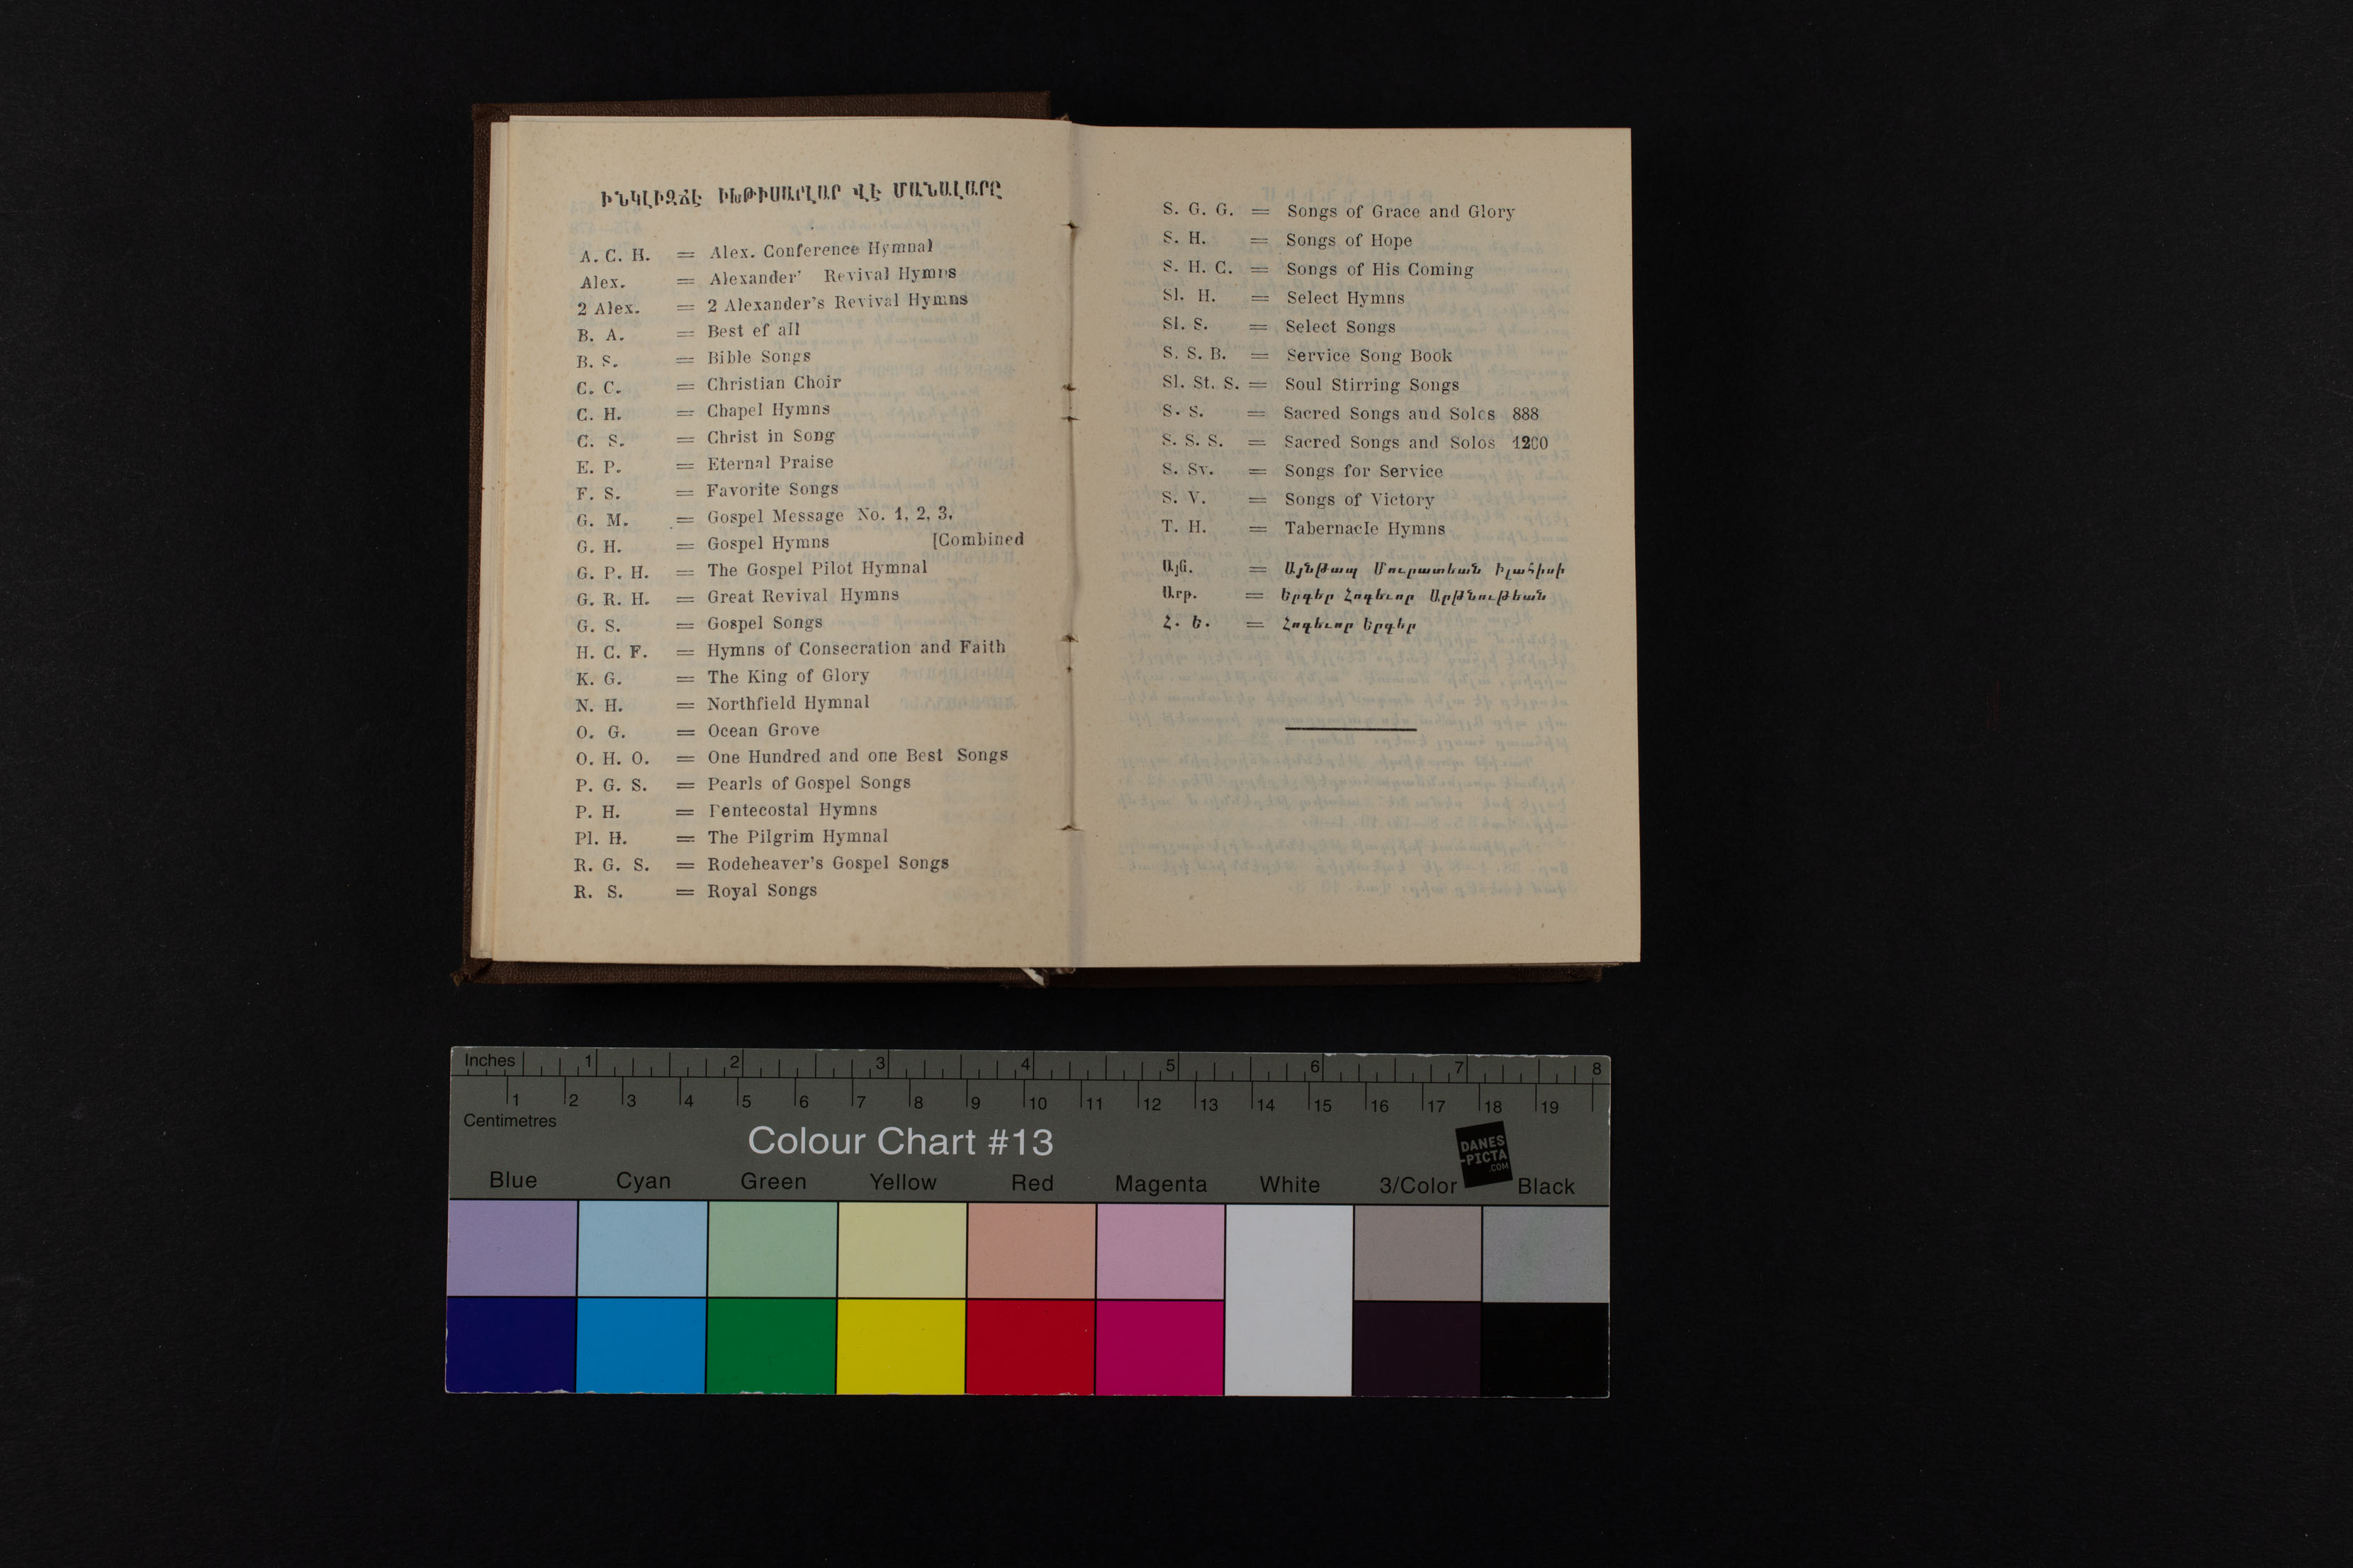 ԻՆԿԼԻԶՃԷ ԻԽԹԻՍԱՐԼԱՐ ՎԷ ՄԱՆԱԼԱՐԸ
A. C. H. = Alex. Conference Hymnal
Alex. = Alexander' Revival Hymns
2 Alex. = 2 Alexander's Revival Hymns
B. A. = Best ef all
B. S. = Bible Songs
C. C. = Christian Choir
C. H. = Chapel Hymns
C. S. = Christ in Song
E. P. = Eternal Praise
F. S. = Favorite Songs
G. M. = Gospel Message No. 1, 2, 3,
G. H. = Gospel Hymns [Combined
G. P. H. = The Gospel Pilot Hymnal
G. R. H. = Great Revival Hymns
G. S. = Gospel Songs
H. C. F. = Hymns of Consecration and Faith
K. G. = The King of Glory
N. H. = Northfield Hymnal
O. G. = Ocean Grove
O. H. O. = One Hundred and one Best Songs
P. G. S. = Pearls of Gospel Songs
P. H. = Pentecostal Hymns
Pl. H. = The Pilgrim Hymnal
R. G. S. = Rodeheaver's Gospel Songs
R. S. = Royal Songs
S. G. G. = Songs of Grace and Glory
S. H. = Songs of Hope
S. H. C. = Songs of His Coming
Sl. H. = Select Hymns
Sl. S. = Select Songs
S. S. B. = Service Song Book
Sl. St. S. = Soul Stirring Songs
S. S. = Sacred Songs and Solos 888
S. S. S. = Sacred Songs and Solos 1200
S. Sv. = Songs for Service
S. V. = Songs of Victory
T. H. = Tabernacle Hymns
Այն. = Այնթապ Մուրատեան Իլահիսի
Արթ. = Երգեր Հոգեւոր Արթնութեան
Հ. Ե. = Հոգեւոր Երգեր
Inches 1 2 3 4 5 6 7 8
1 2 3 4 5 6 7 8 9 10 11 12 13 14 15 16 17 18 19
Centimetres
Colour Chart #13
DANES
-PICTA
.COM
Blue Cyan Green Yellow Red Magenta White 3/Color Black